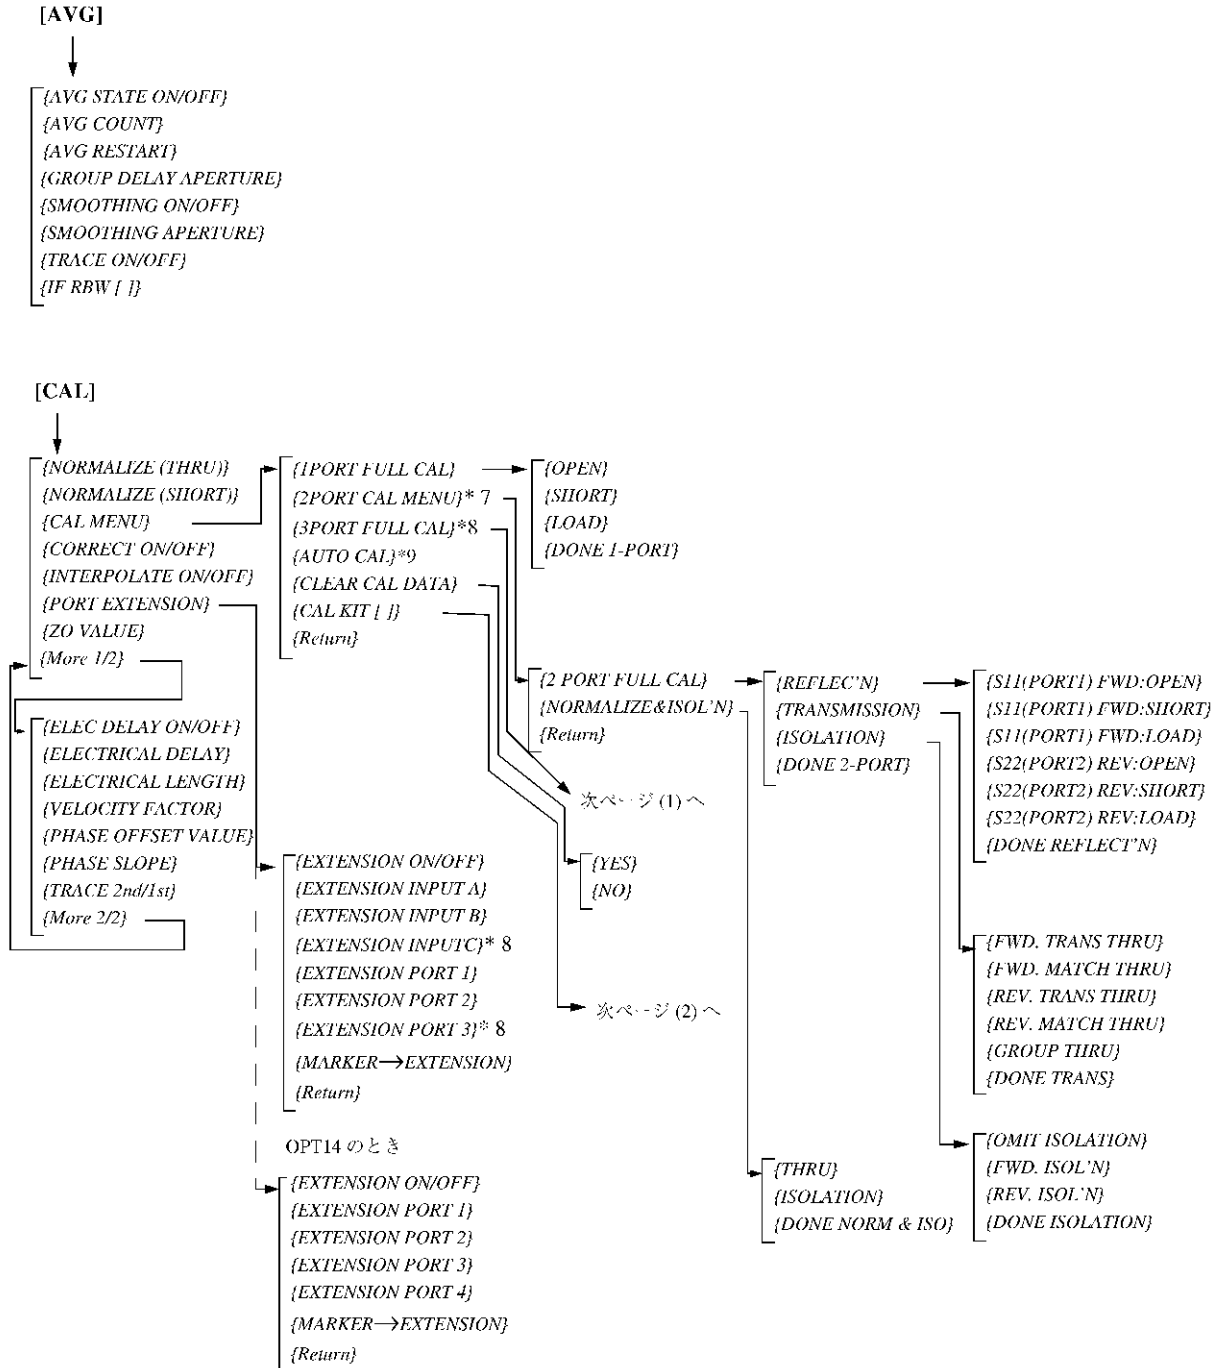 [AVG]
{AVG STATE ON/OFF}
{AVG COUNT}
{AVG RESTART}
{GROUP DELAY APERTURE}
{SMOOTHING ON/OFF}
{SMOOTHING APERTURE}
{TRACE ON/OFF}
{IF RBW [ ]}
[CAL]
{NORMALIZE (THRU)}
{NORMALIZE (SHORT)}
{CAL MENU}
{CORRECT ON/OFF}
{INTERPOLATE ON/OFF}
{PORT EXTENSION}
{ZO VALUE}
{More 1/2}
{ELEC DELAY ON/OFF}
{ELECTRICAL DELAY}
{ELECTRICAL LENGTH}
{VELOCITY FACTOR}
{PHASE OFFSET VALUE}
{PHASE SLOPE}
{TRACE 2nd/1st}
{More 2/2}
{1PORT FULL CAL}
{2PORT CAL MENU}* 7
{3PORT FULL CAL}*8
{AUTO CAL}*9
{CLEAR CAL DATA}
{CAL KIT [ ]}
{Return}
{OPEN}
{SHORT}
{LOAD}
{DONE 1-PORT}
{2 PORT FULL CAL}
{NORMALIZE&ISOL'N}
{Return}
{REFLEC'N}
{TRANSMISSION}
{ISOLATION}
{DONE 2-PORT}
{S11(PORT1) FWD:OPEN}
{S11(PORT1) FWD:SHORT}
{S11(PORT1) FWD:LOAD}
{S22(PORT2) REV:OPEN}
{S22(PORT2) REV:SHORT}
{S22(PORT2) REV:LOAD}
{DONE REFLECT'N}
次ページ (1) へ
{YES}
{NO}
次ページ (2) へ
{EXTENSION ON/OFF}
{EXTENSION INPUT A}
{EXTENSION INPUT B}
{EXTENSION INPUTC}* 8
{EXTENSION PORT 1}
{EXTENSION PORT 2}
{EXTENSION PORT 3}* 8
{MARKER→EXTENSION}
{Return}
{FWD. TRANS THRU}
{FWD. MATCH THRU}
{REV. TRANS THRU}
{REV. MATCH THRU}
{GROUP THRU}
{DONE TRANS}
{OMIT ISOLATION}
{FWD. ISOL'N}
{REV. ISOL'N}
{DONE ISOLATION}
{THRU}
{ISOLATION}
{DONE NORM & ISO}
OPT14 のとき
{EXTENSION ON/OFF}
{EXTENSION PORT 1}
{EXTENSION PORT 2}
{EXTENSION PORT 3}
{EXTENSION PORT 4}
{MARKER→EXTENSION}
{Return}